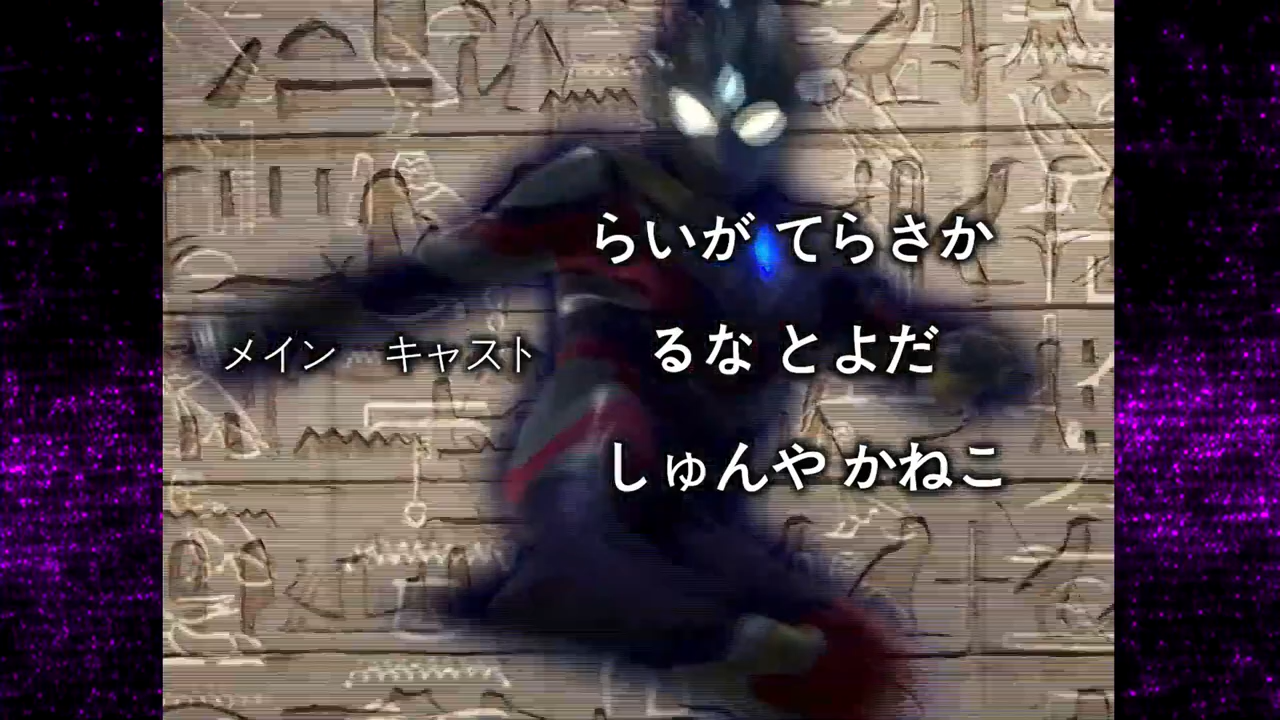 らいが てらさか
メイン　キャスト
るな とよだ
しゅんや かねこ